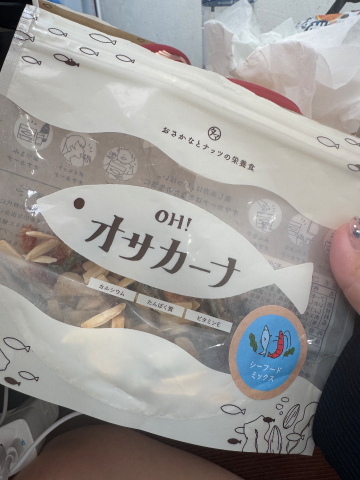 おさかなとナッツの栄養食
OH!
オサカーナ
カルシウム
たんぱく質
ビタミンE
シーフード
ミックス